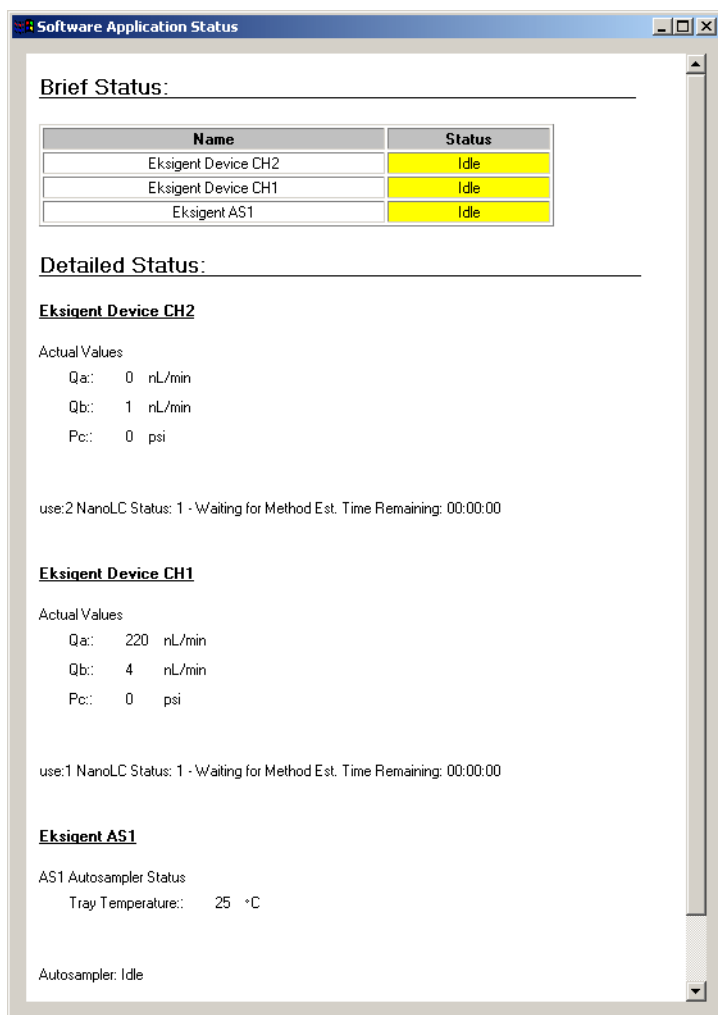 Software Application Status
Brief Status:
Name Status
Eksigent Device CH2 Idle
Eksigent Device CH1 Idle
Eksigent AS1 Idle
Detailed Status:
Eksigent Device CH2
Actual Values
Qa:: 0 nL/min
Qb:: 1 nL/min
Pc:: 0 psi
use:2 NanoLC Status: 1 - Waiting for Method Est. Time Remaining: 00:00:00
Eksigent Device CH1
Actual Values
Qa:: 220 nL/min
Qb:: 4 nL/min
Pc:: 0 psi
use:1 NanoLC Status: 1 - Waiting for Method Est. Time Remaining: 00:00:00
Eksigent AS1
AS1 Autosampler Status
Tray Temperature:: 25 °C
Autosampler: Idle